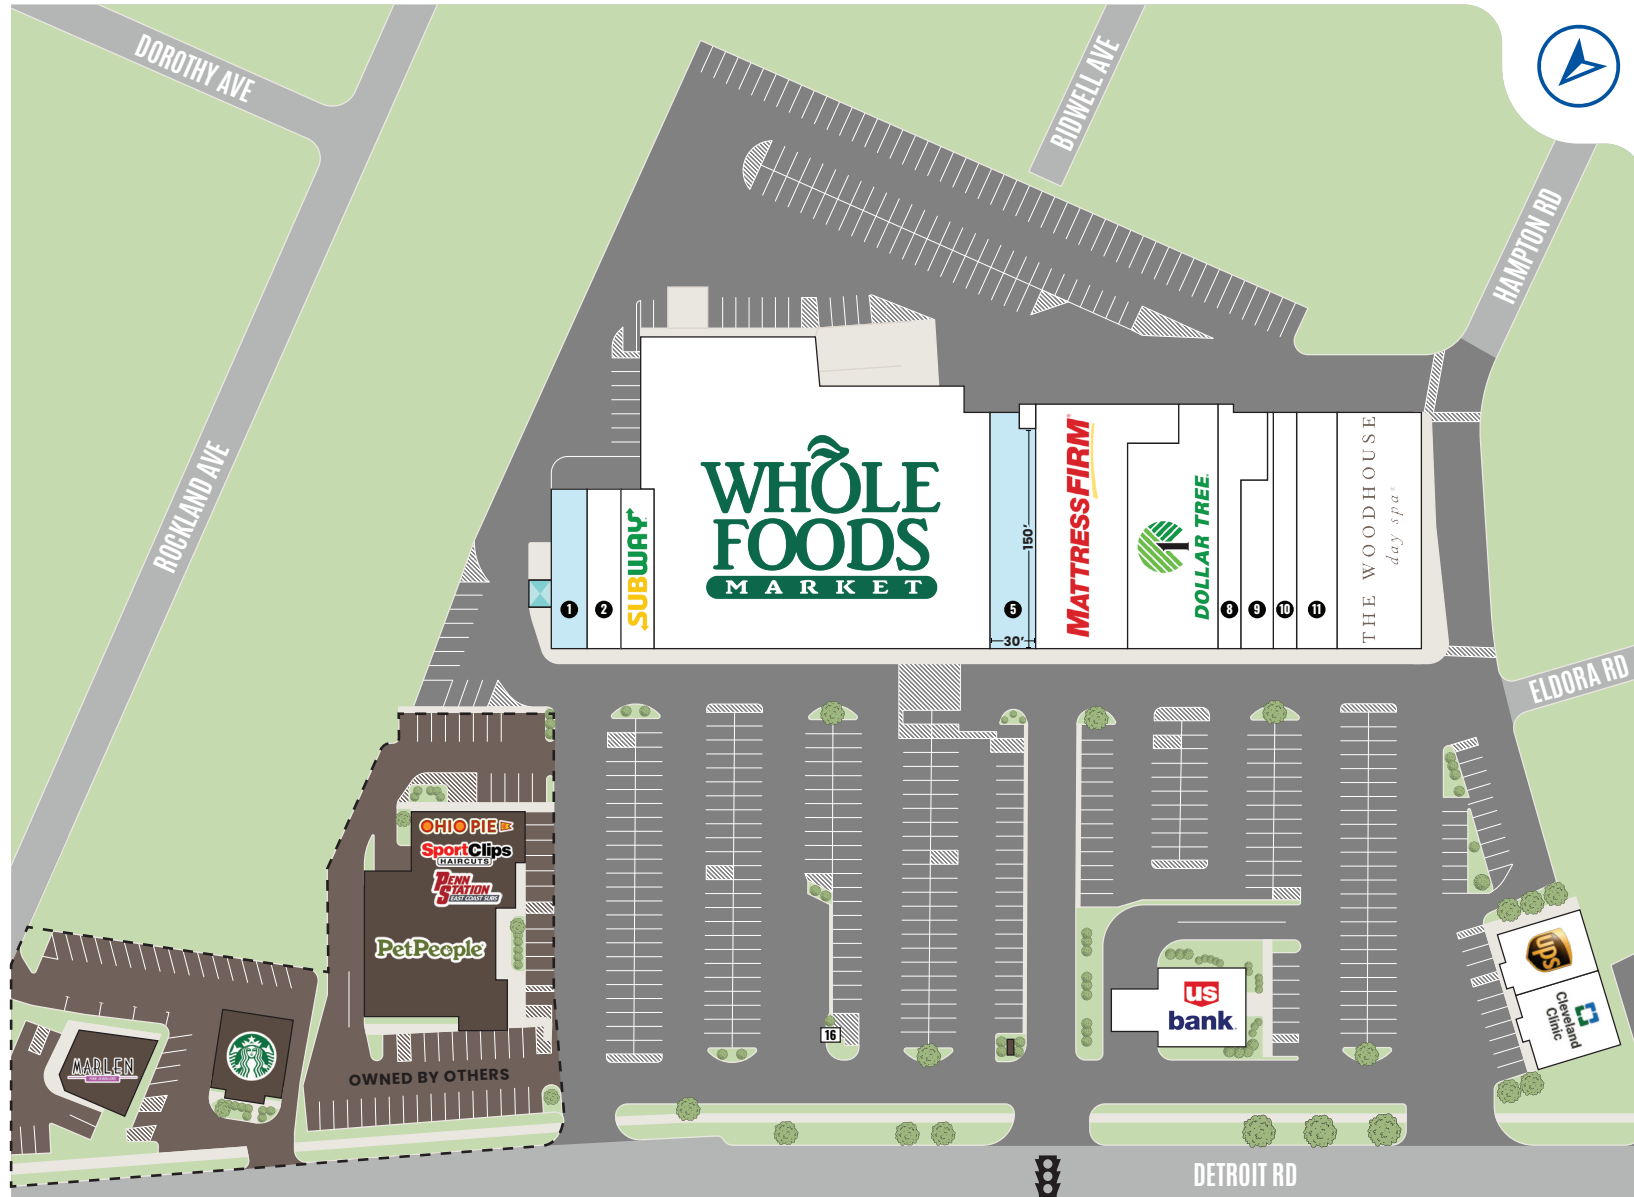 DOROTHY AVE
BIDWELL AVE
HAMPTON RD
ROCKLAND AVE
ELDORA RD
1
2
SUBWAY
WHOLE
FOODS
MARKET
150'
30'
5
MATTRESSFIRM
1
DOLLAR TREE
8
9
10
11
THE WOODHOUSE
day spa
OHIO PIE
SportClips
HAIRCUTS
PENN
STATION
EAST COAST SUBS
PetPeople
MARLEN
OWNED BY OTHERS
16
us
bank
ups
Cleveland
Clinic
DETROIT RD